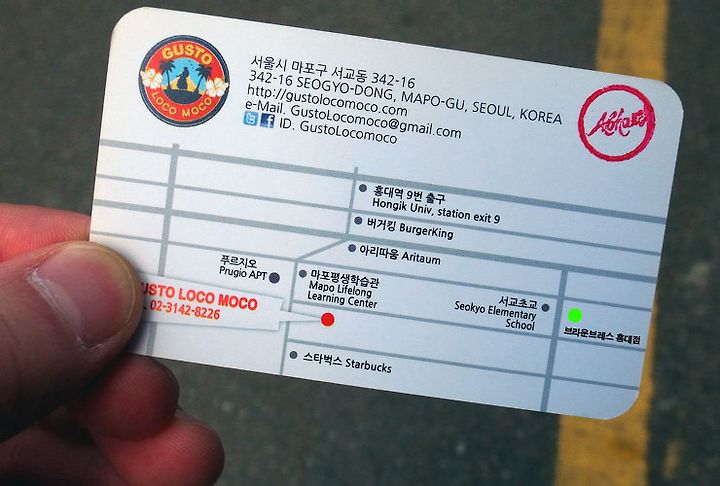 GUSTO
LOCO MOCO
서울시 마포구 서교동 342-16
342-16 SEOGYO-DONG, MAPO-GU, SEOUL, KOREA
http://gustolocomoco.com
e-Mail. GustoLocomoco@gmail.com
ID. GustoLocomoco
홍대역 9번 출구
Hongik Univ, station exit 9
버거킹 BurgerKing
아리따움 Aritaum
푸르지오
Prugio APT
마포평생학습관
Mapo Lifelong
Learning Center
서교초교
Seokyo Elementary
School
브라운브레스 홍대점
GUSTO LOCO MOCO
02-3142-8226
스타벅스 Starbucks